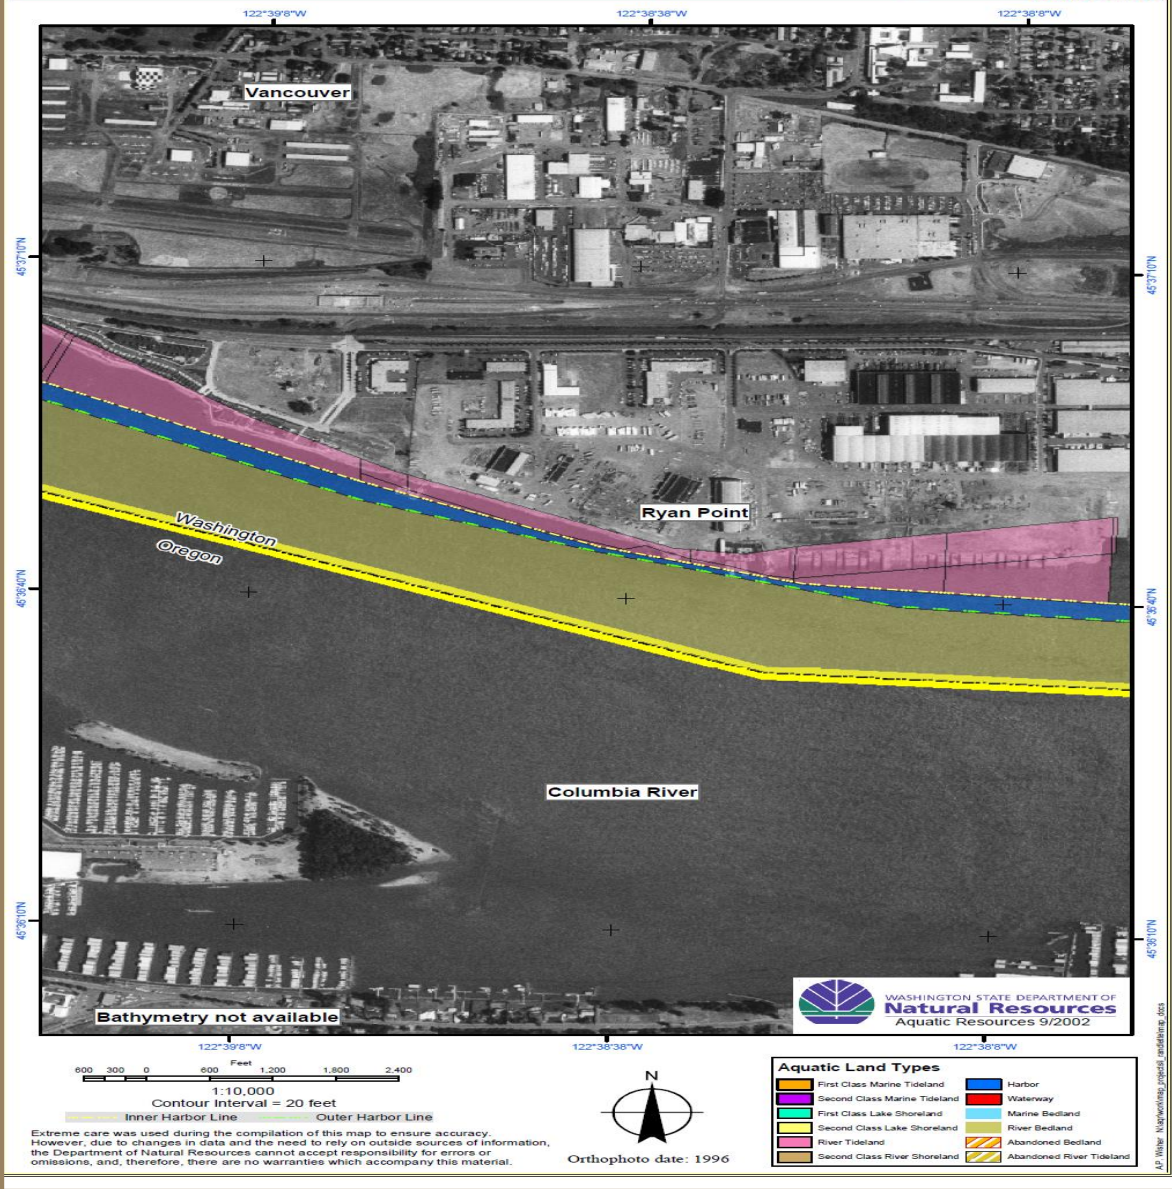 122°39'8"W 122°38'38"W 122°38'8"W
Vancouver
45°37'10"N
45°37'10"N
Ryan Point
Washington
Oregon
45°36'40"N
45°36'40"N
Columbia River
45°36'10"N
45°36'10"N
Bathymetry not available
WASHINGTON STATE DEPARTMENT OF
Natural Resources
Aquatic Resources 9/2002
122°39'8"W 122°38'38"W 122°38'8"W
Feet
600 300 0 600 1,200 1,800 2,400
1:10,000
Contour Interval = 20 feet
Inner Harbor Line Outer Harbor Line
Extreme care was used during the compilation of this map to ensure accuracy.
However, due to changes in data and the need to rely on outside sources of information,
the Department of Natural Resources cannot accept responsibility for errors or
omissions, and, therefore, there are no warranties which accompany this material.
N
Orthophoto date: 1996
Aquatic Land Types
First Class Marine Tideland Harbor
Second Class Marine Tideland Waterway
First Class Lake Shoreland Marine Bedland
Second Class Lake Shoreland River Bedland
River Tideland Abandoned Bedland
Second Class River Shoreland Abandoned River Tideland